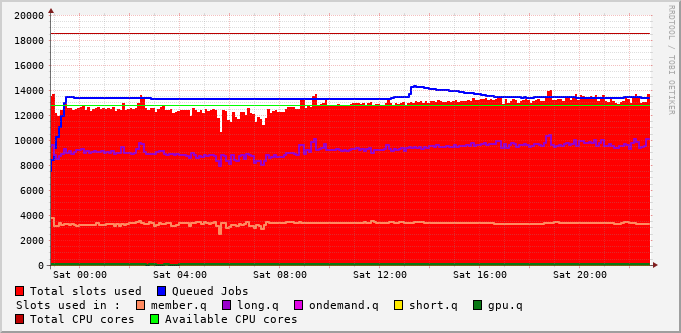 20000
18000
16000
14000
12000
10000
8000
6000
4000
2000
0
Sat 00:00 Sat 04:00 Sat 08:00 Sat 12:00 Sat 16:00 Sat 20:00
RRDTOOL / TOBI OETIKER
Total slots used Queued Jobs
Slots used in : member.q long.q ondemand.q short.q gpu.q
Total CPU cores Available CPU cores